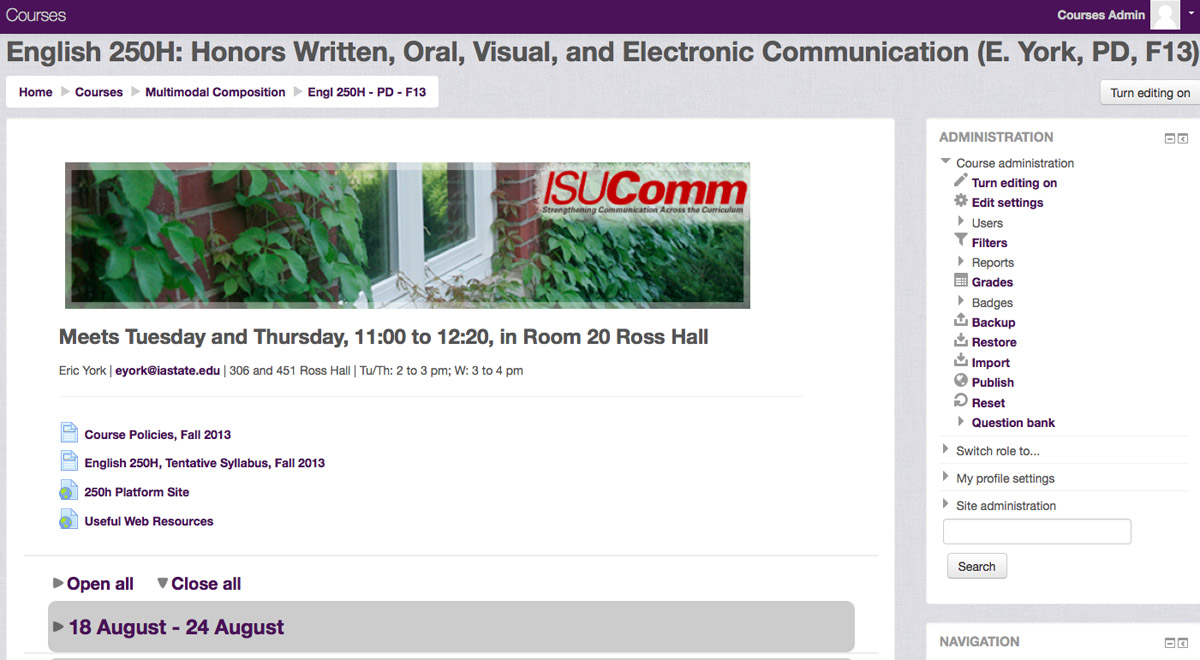 Courses
Courses Admin
English 250H: Honors Written, Oral, Visual, and Electronic Communication (E. York, PD, F13)
Home Courses Multimodal Composition Engl 250H - PD - F13
Turn editing on
ISUComm
Strengthening Communication Across the Curriculum
Meets Tuesday and Thursday, 11:00 to 12:20, in Room 20 Ross Hall
Eric York | eyork@iastate.edu | 306 and 451 Ross Hall | Tu/Th: 2 to 3 pm; W: 3 to 4 pm
Course Policies, Fall 2013
English 250H, Tentative Syllabus, Fall 2013
250h Platform Site
Useful Web Resources
Open all Close all
18 August - 24 August
ADMINISTRATION
Course administration
Turn editing on
Edit settings
Users
Filters
Reports
Grades
Badges
Backup
Restore
Import
Publish
Reset
Question bank
Switch role to...
My profile settings
Site administration
Search
NAVIGATION